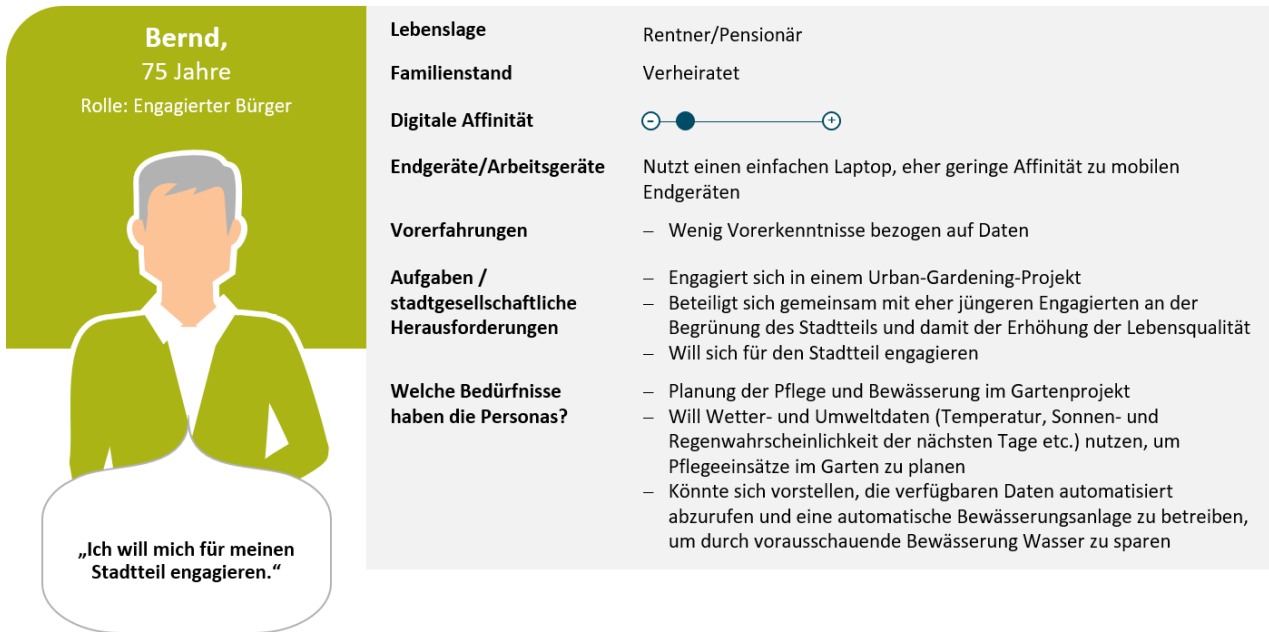 Bernd,
75 Jahre
Rolle: Engagierter Bürger
„Ich will mich für meinen
Stadtteil engagieren.“
Lebenslage
Rentner/Pensionär
Familienstand
Verheiratet
Digitale Affinität
- +
Endgeräte/Arbeitsgeräte
Nutzt einen einfachen Laptop, eher geringe Affinität zu mobilen
Endgeräten
Vorerfahrungen
– Wenig Vorerkenntnisse bezogen auf Daten
Aufgaben /
stadtgesellschaftliche
Herausforderungen
– Engagiert sich in einem Urban-Gardening-Projekt
– Beteiligt sich gemeinsam mit eher jüngeren Engagierten an der
Begrünung des Stadtteils und damit der Erhöhung der Lebensqualität
– Will sich für den Stadtteil engagieren
Welche Bedürfnisse
haben die Personas?
– Planung der Pflege und Bewässerung im Gartenprojekt
– Will Wetter- und Umweltdaten (Temperatur, Sonnen- und
Regenwahrscheinlichkeit der nächsten Tage etc.) nutzen, um
Pflegeeinsätze im Garten zu planen
– Könnte sich vorstellen, die verfügbaren Daten automatisiert
abzurufen und eine automatische Bewässerungsanlage zu betreiben,
um durch vorausschauende Bewässerung Wasser zu sparen